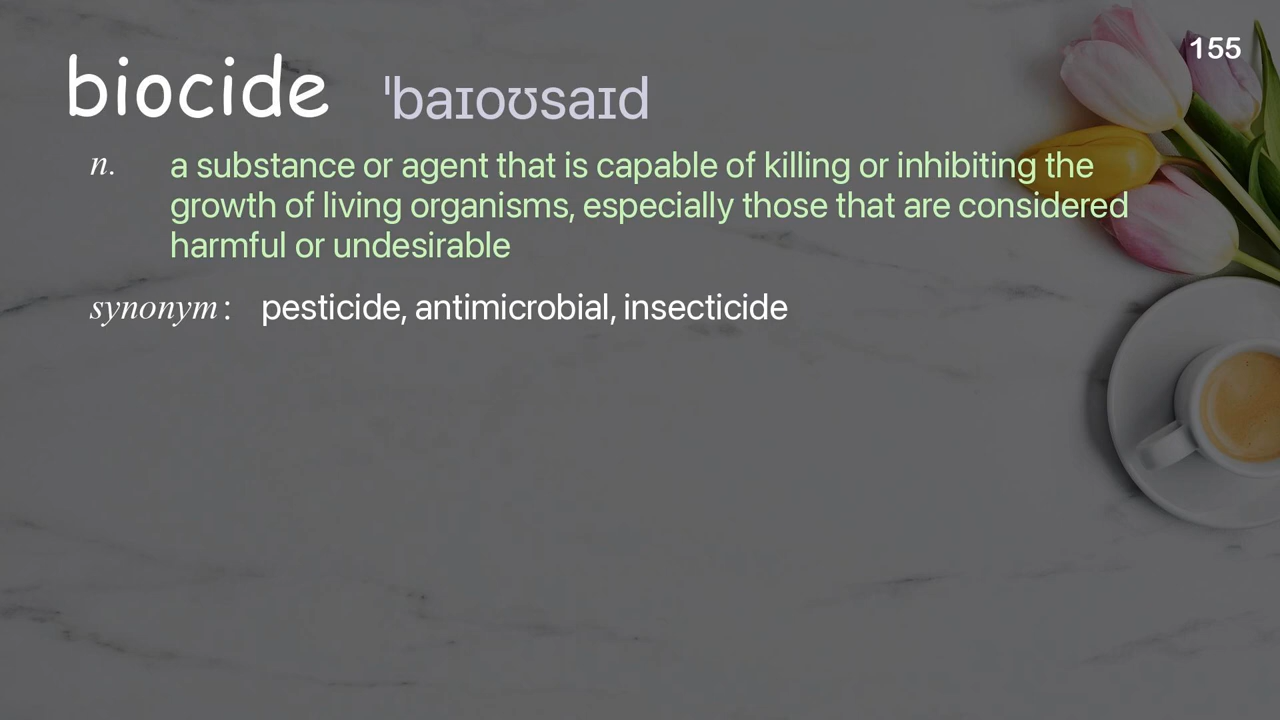 155
biocide ˈbaɪoʊsaɪd
n. a substance or agent that is capable of killing or inhibiting the
growth of living organisms, especially those that are considered
harmful or undesirable
synonym: pesticide, antimicrobial, insecticide